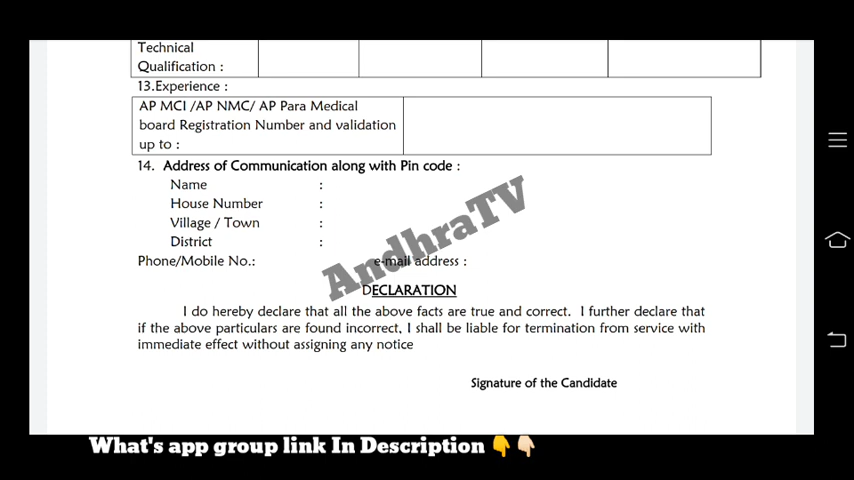 Technical
Qualification :
13.Experience :
AP MCI /AP NMC/ AP Para Medical
board Registration Number and validation
up to :
14. Address of Communication along with Pin code :
Name :
House Number :
Village / Town :
District :
Phone/Mobile No.: e-mail address :
AndhraTV
DECLARATION
I do hereby declare that all the above facts are true and correct. I further declare that
if the above particulars are found incorrect, I shall be liable for termination from service with
immediate effect without assigning any notice
Signature of the Candidate
What's app group link In Description 👇👇🏻